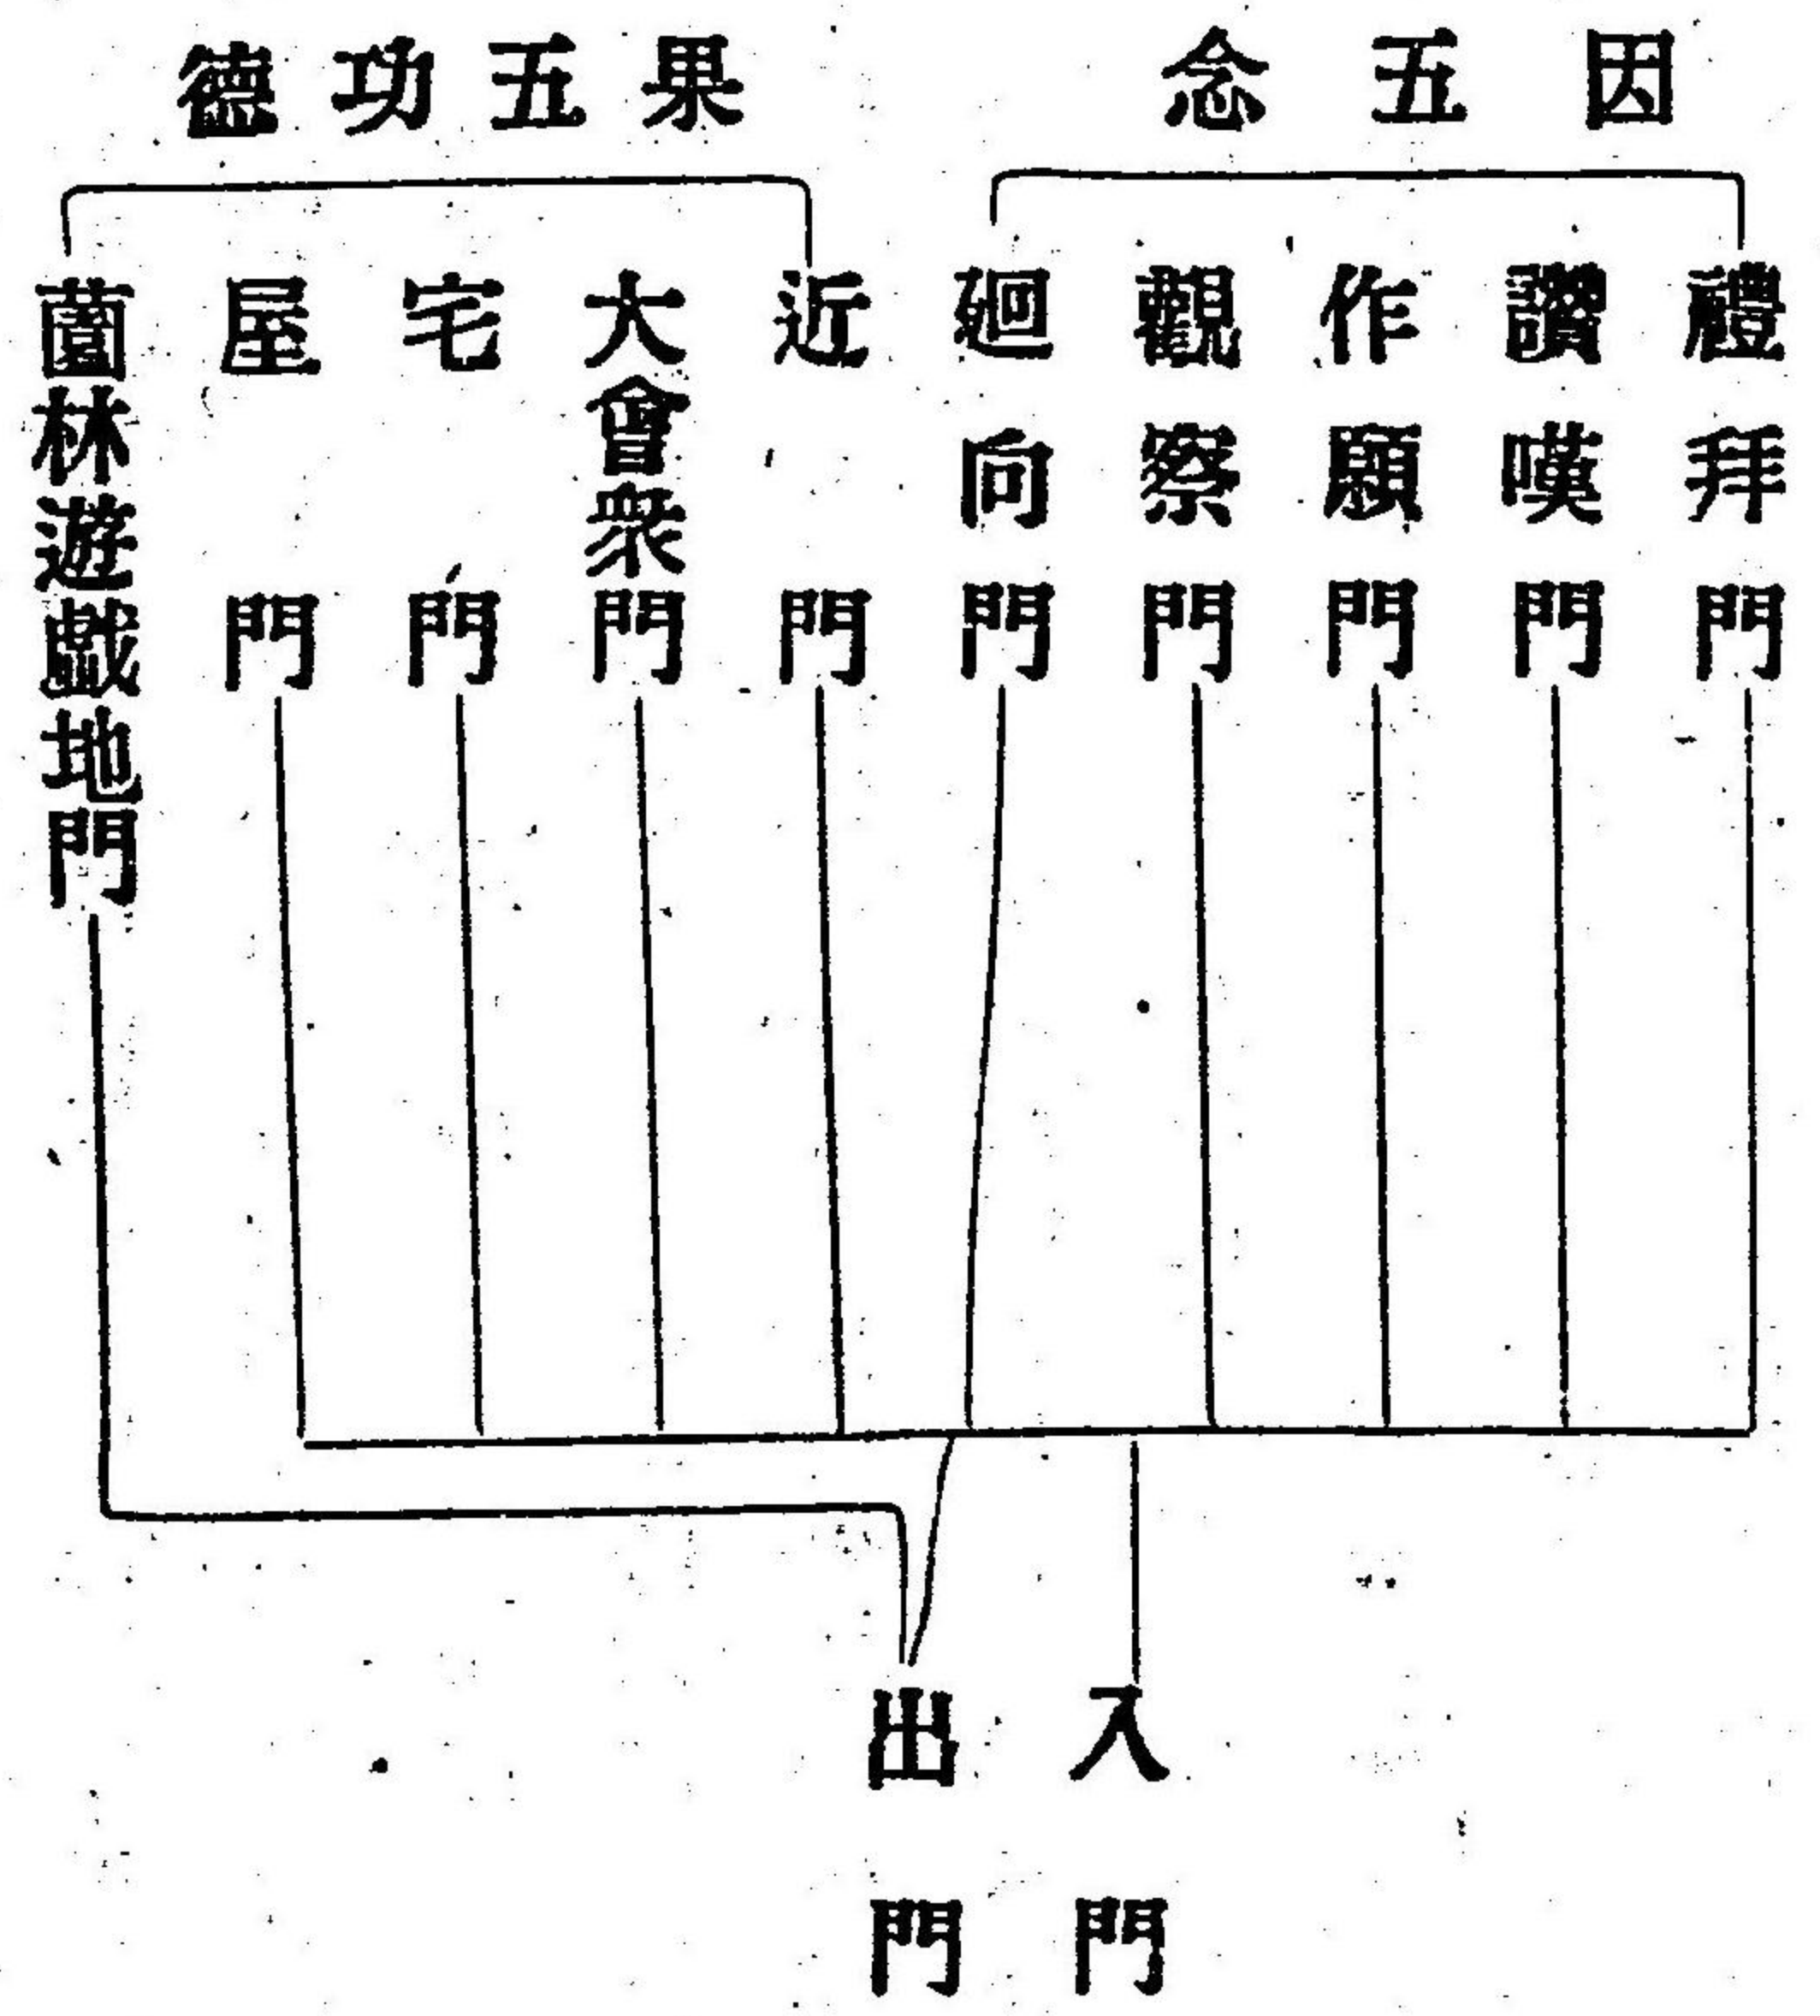 因五念
禮拜門
讚嘆門
作願門
觀察門
廻向門
果五功德
近門
大會衆門
宅門
屋門
薗林遊戯地門
入門
出門